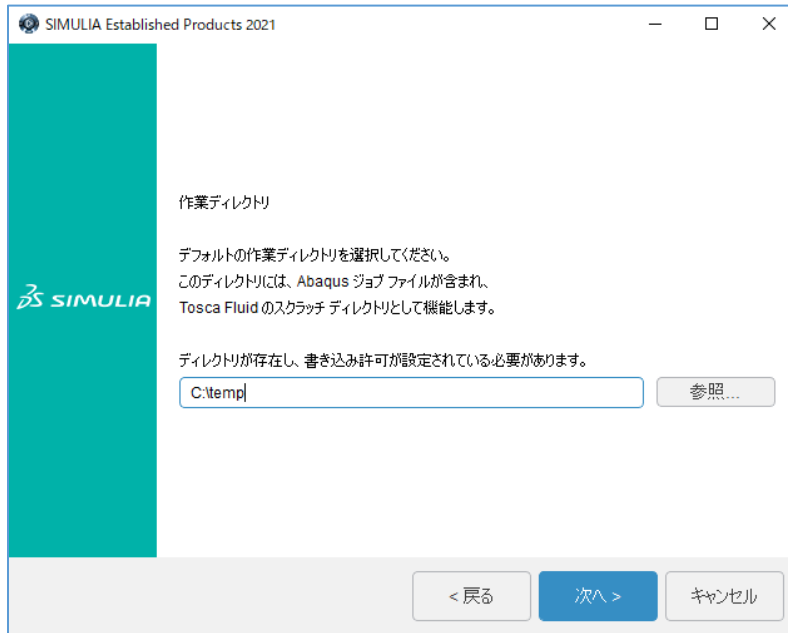 SIMULIA Established Products 2021
作業ディレクトリ
デフォルトの作業ディレクトリを選択してください。
このディレクトリには、Abaqus ジョブ ファイルが含まれ、
Tosca Fluid のスクラッチ ディレクトリとして機能します。
SIMULIA
ディレクトリが存在し、書き込み許可が設定されている必要があります。
C:\temp
参照...
< 戻る
次へ >
キャンセル